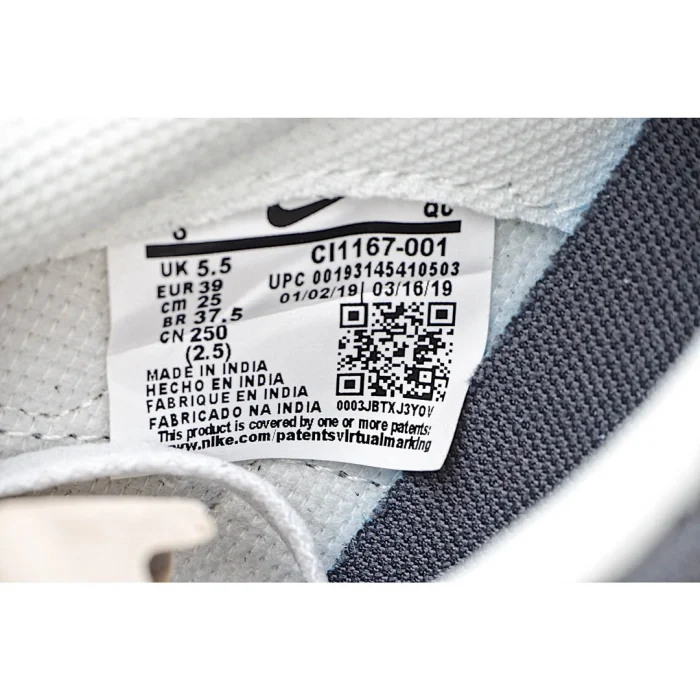 CI1167-001
UK 5.5
UPC 00193145410503
EUR 39
01/02/19 | 03/16/19
cm 25
BR 37.5
CN 250
(2.5)
MADE IN INDIA
HECHO EN INDIA
FABRIQUE EN INDIA
FABRICADO NA INDIA
0003JBTXJ3YOV
This product is covered by one or more patents:
www.nike.com/patentsvirtualmarking